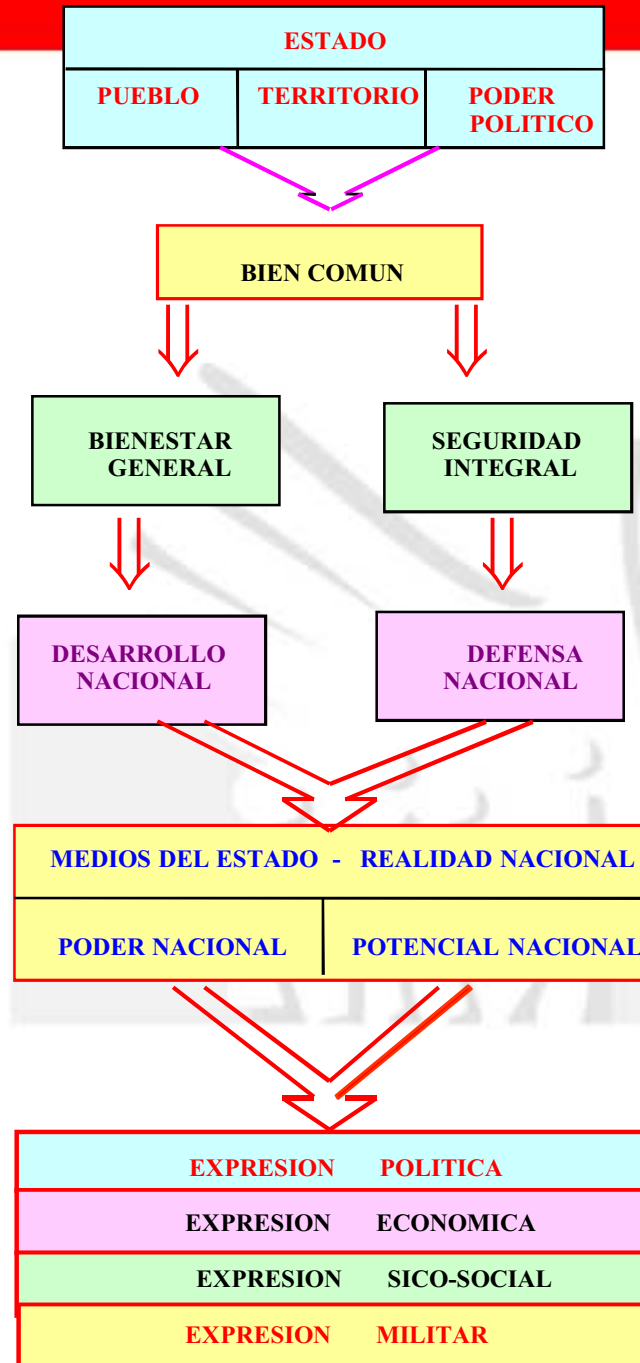 ESTADO
PUEBLO TERRITORIO PODER
POLITICO
BIEN COMUN
BIENESTAR
GENERAL
SEGURIDAD
INTEGRAL
DESARROLLO
NACIONAL
DEFENSA
NACIONAL
MEDIOS DEL ESTADO - REALIDAD NACIONAL
PODER NACIONAL POTENCIAL NACIONAL
EXPRESION POLITICA
EXPRESION ECONOMICA
EXPRESION SICO-SOCIAL
EXPRESION MILITAR